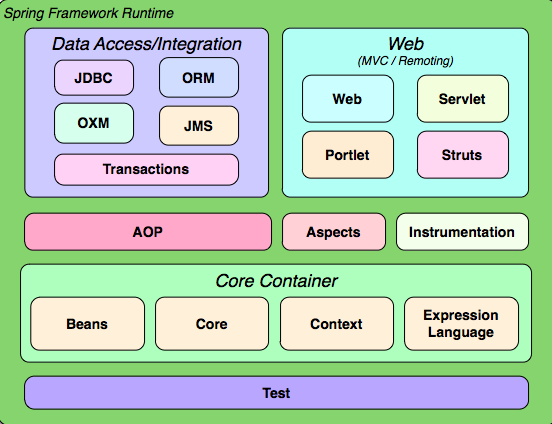 Spring Framework Runtime
Data Access/Integration
JDBC
ORM
OXM
JMS
Transactions
Web
(MVC / Remoting)
Web
Servlet
Portlet
Struts
AOP
Aspects
Instrumentation
Core Container
Beans
Core
Context
Expression
Language
Test